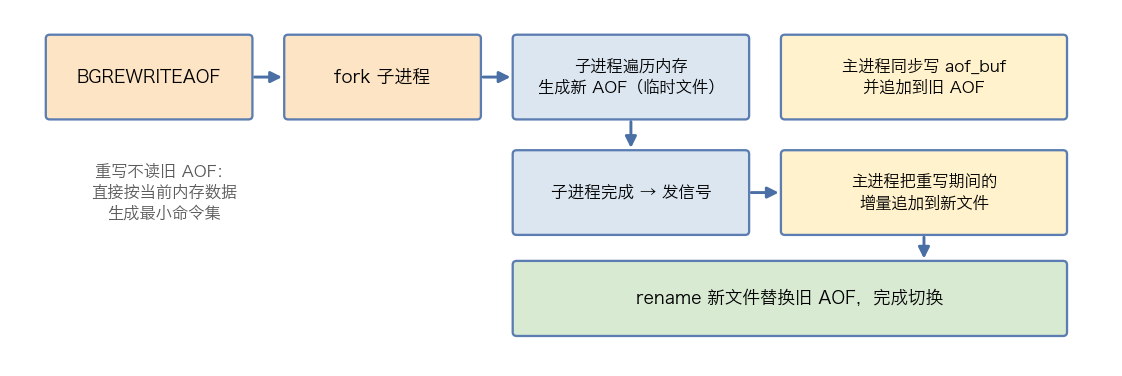 BGREWRITEAOF
fork 子进程
子进程遍历内存
生成新 AOF（临时文件）
主进程同步写 aof_buf
并追加到旧 AOF
重写不读旧 AOF：
直接按当前内存数据
生成最小命令集
子进程完成 → 发信号
主进程把重写期间的
增量追加到新文件
rename 新文件替换旧 AOF，完成切换